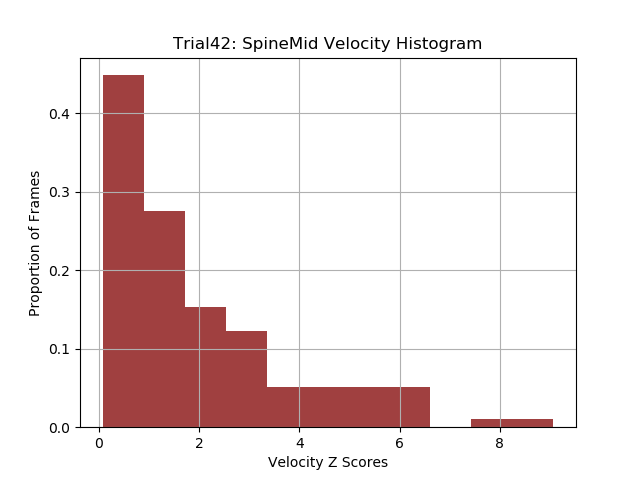 Trial42: SpineMid Velocity Histogram
0.4
0.3
0.2
0.1
0.0
Proportion of Frames
0 2 4 6 8
Velocity Z Scores